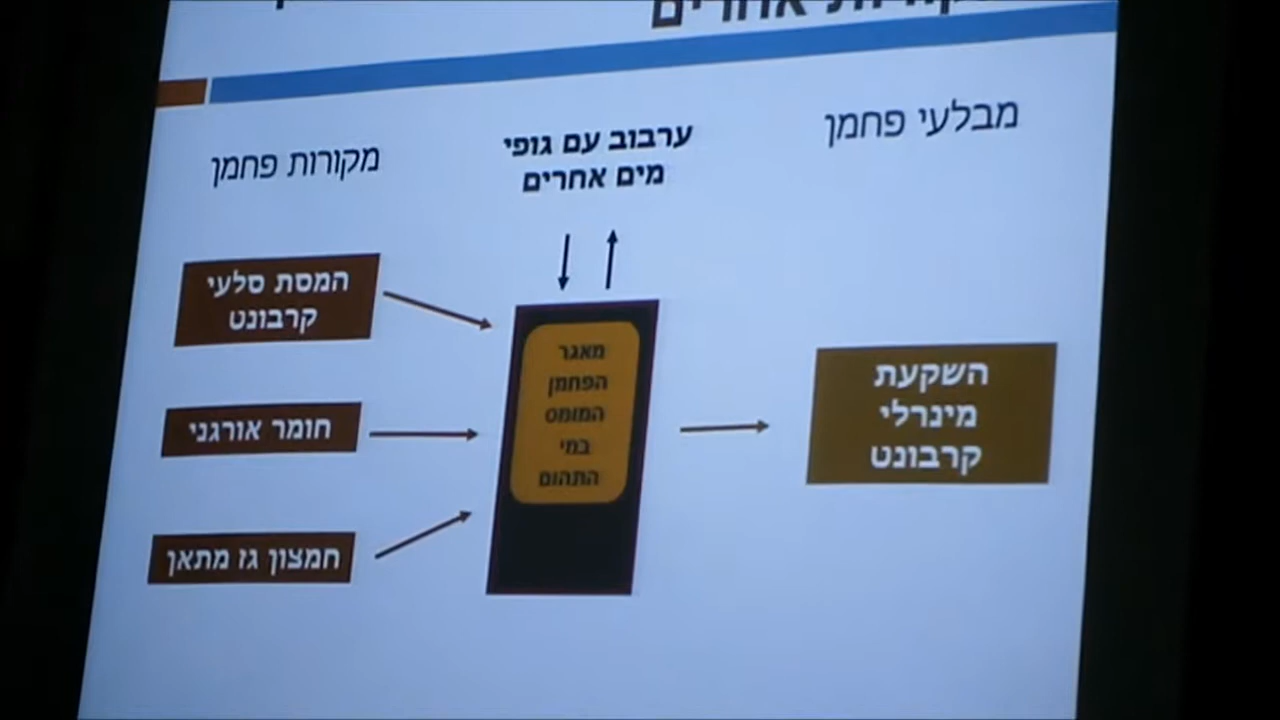 אחרים
מבלעי פחמן
ערבוב עם גופי
מים אחרים
מקורות פחמן
המסת סלעי
קרבונט
חומר אורגני
חמצון גז מתאן
מאגר
הפחמן
המומס
במי
התהום
השקעת
מינרלי
קרבונט